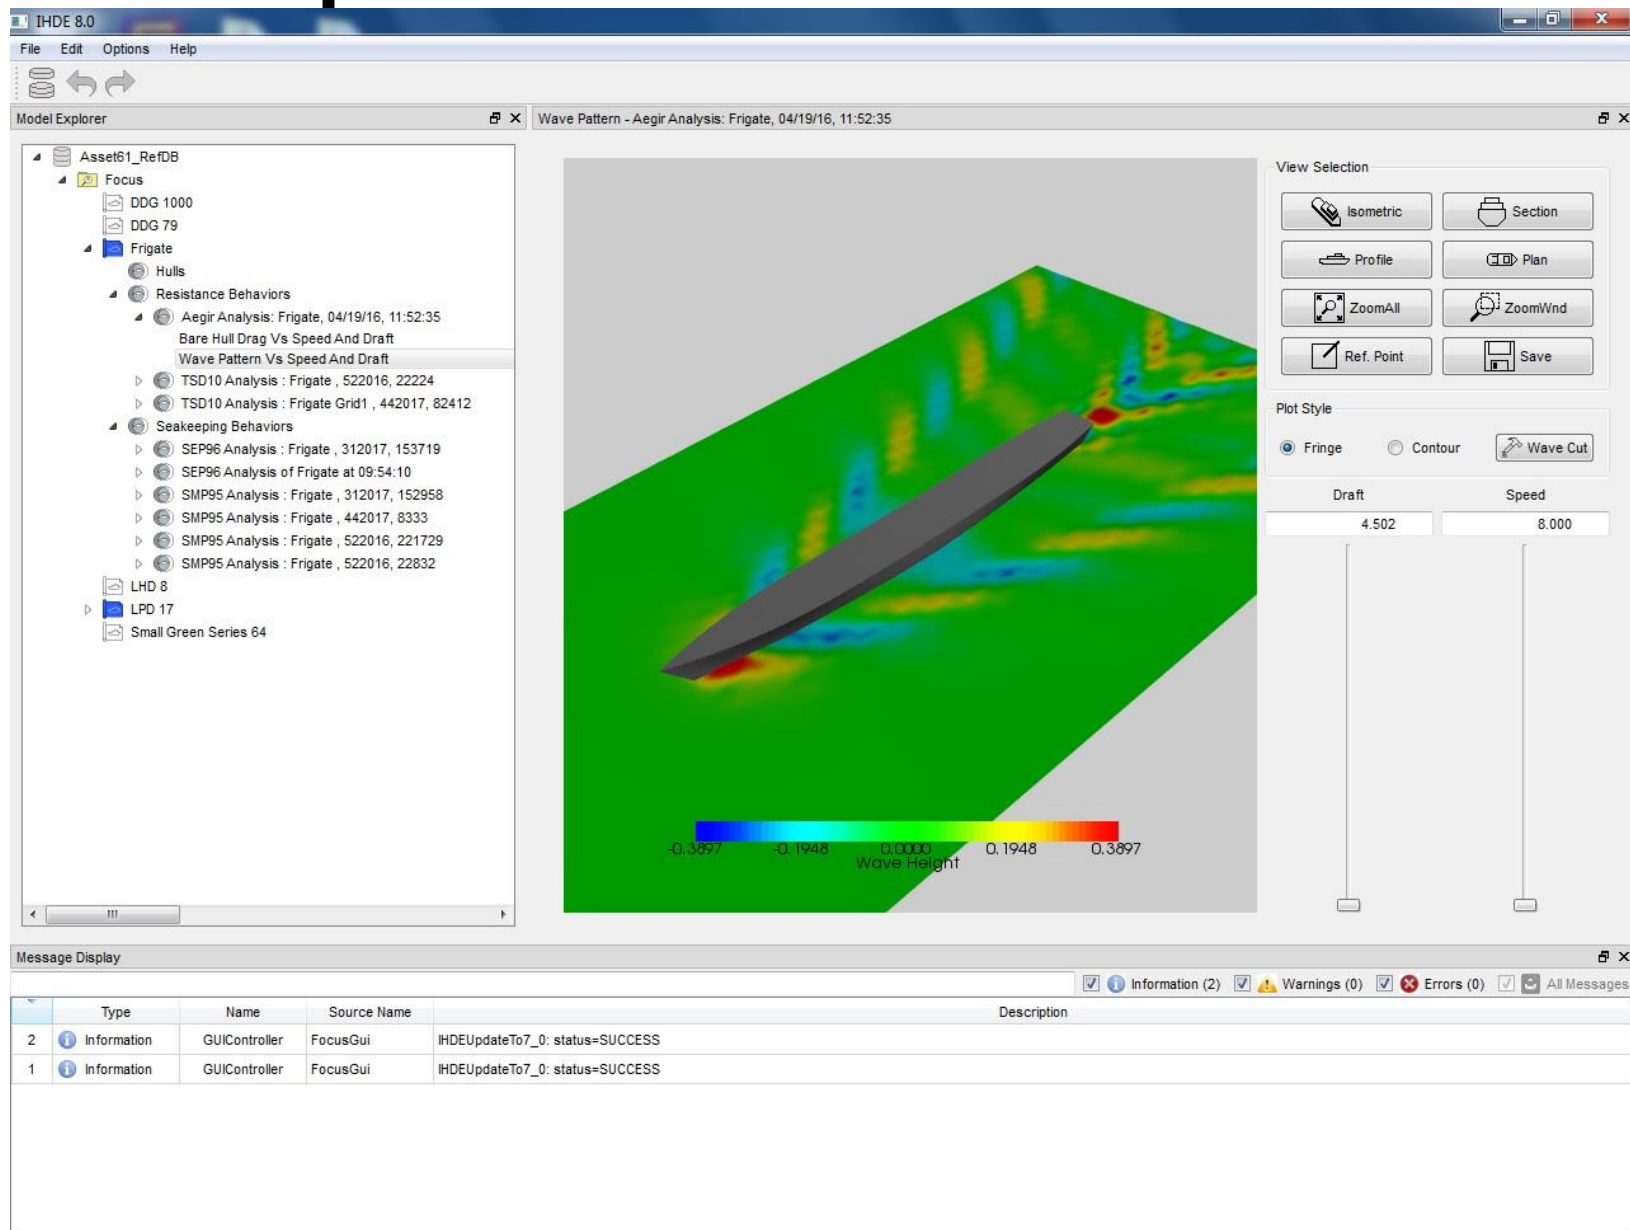 IHDE 8.0
File Edit Options Help
Model Explorer
Wave Pattern - Aegir Analysis: Frigate, 04/19/16, 11:52:35
Asset61_RefDB
Focus
DDG 1000
DDG 79
Frigate
Hulls
Resistance Behaviors
Aegir Analysis: Frigate, 04/19/16, 11:52:35
Bare Hull Drag Vs Speed And Draft
Wave Pattern Vs Speed And Draft
TSD10 Analysis : Frigate , 522016, 22224
TSD10 Analysis : Frigate Grid1 , 442017, 82412
Seakeeping Behaviors
SEP96 Analysis : Frigate , 312017, 153719
SEP96 Analysis of Frigate at 09:54:10
SMP95 Analysis : Frigate , 312017, 152958
SMP95 Analysis : Frigate , 442017, 8333
SMP95 Analysis : Frigate , 522016, 221729
SMP95 Analysis : Frigate , 522016, 22832
LHD 8
LPD 17
Small Green Series 64
-0.3897 -0.1948 0.0000 0.1948 0.3897
Wave Height
View Selection
Isometric Section
Profile Plan
ZoomAll ZoomWnd
Ref. Point Save
Plot Style
Fringe Contour Wave Cut
Draft Speed
4.502 8.000
Message Display
Information (2) Warnings (0) Errors (0) All Messages
Type Name Source Name Description
2 Information GUIController FocusGui IHDEUpdateTo7_0: status=SUCCESS
1 Information GUIController FocusGui IHDEUpdateTo7_0: status=SUCCESS